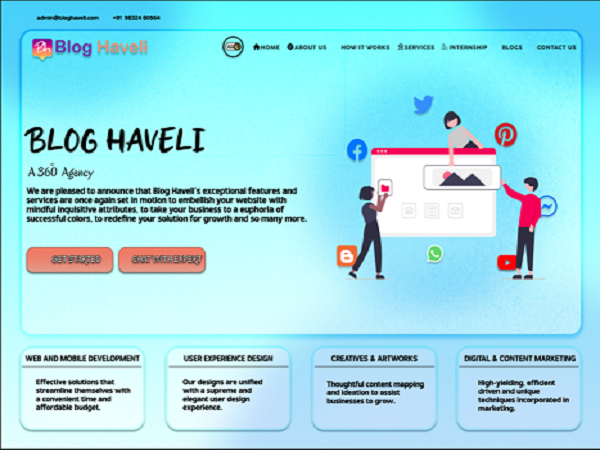 admin@bloghaveli.com +91 98324 80564
Blog Haveli
HOME ABOUT US HOW IT WORKS SERVICES INTERNSHIP BLOGS CONTACT US
BLOG HAVELI
A 360° Agency
We are pleased to announce that Blog Haveli's exceptional features and
services are once again set in motion to embellish your website with
mindful inquisitive attributes, to take your business to a euphoria of
successful colors, to redefine your solution for growth and so many more.
GET STARTED CHAT WITH EXPERT
WEB AND MOBILE DEVELOPMENT
Effective solutions that
streamline themselves with
a convenient time and
affordable budget.
USER EXPERIENCE DESIGN
Our designs are unified
with a supreme and
elegant user design
experience.
CREATIVES & ARTWORKS
Thoughtful content mapping
and ideation to assist
businesses to grow.
DIGITAL & CONTENT MARKETING
High-yielding, efficient
driven and unique
techniques incorporated in
marketing.